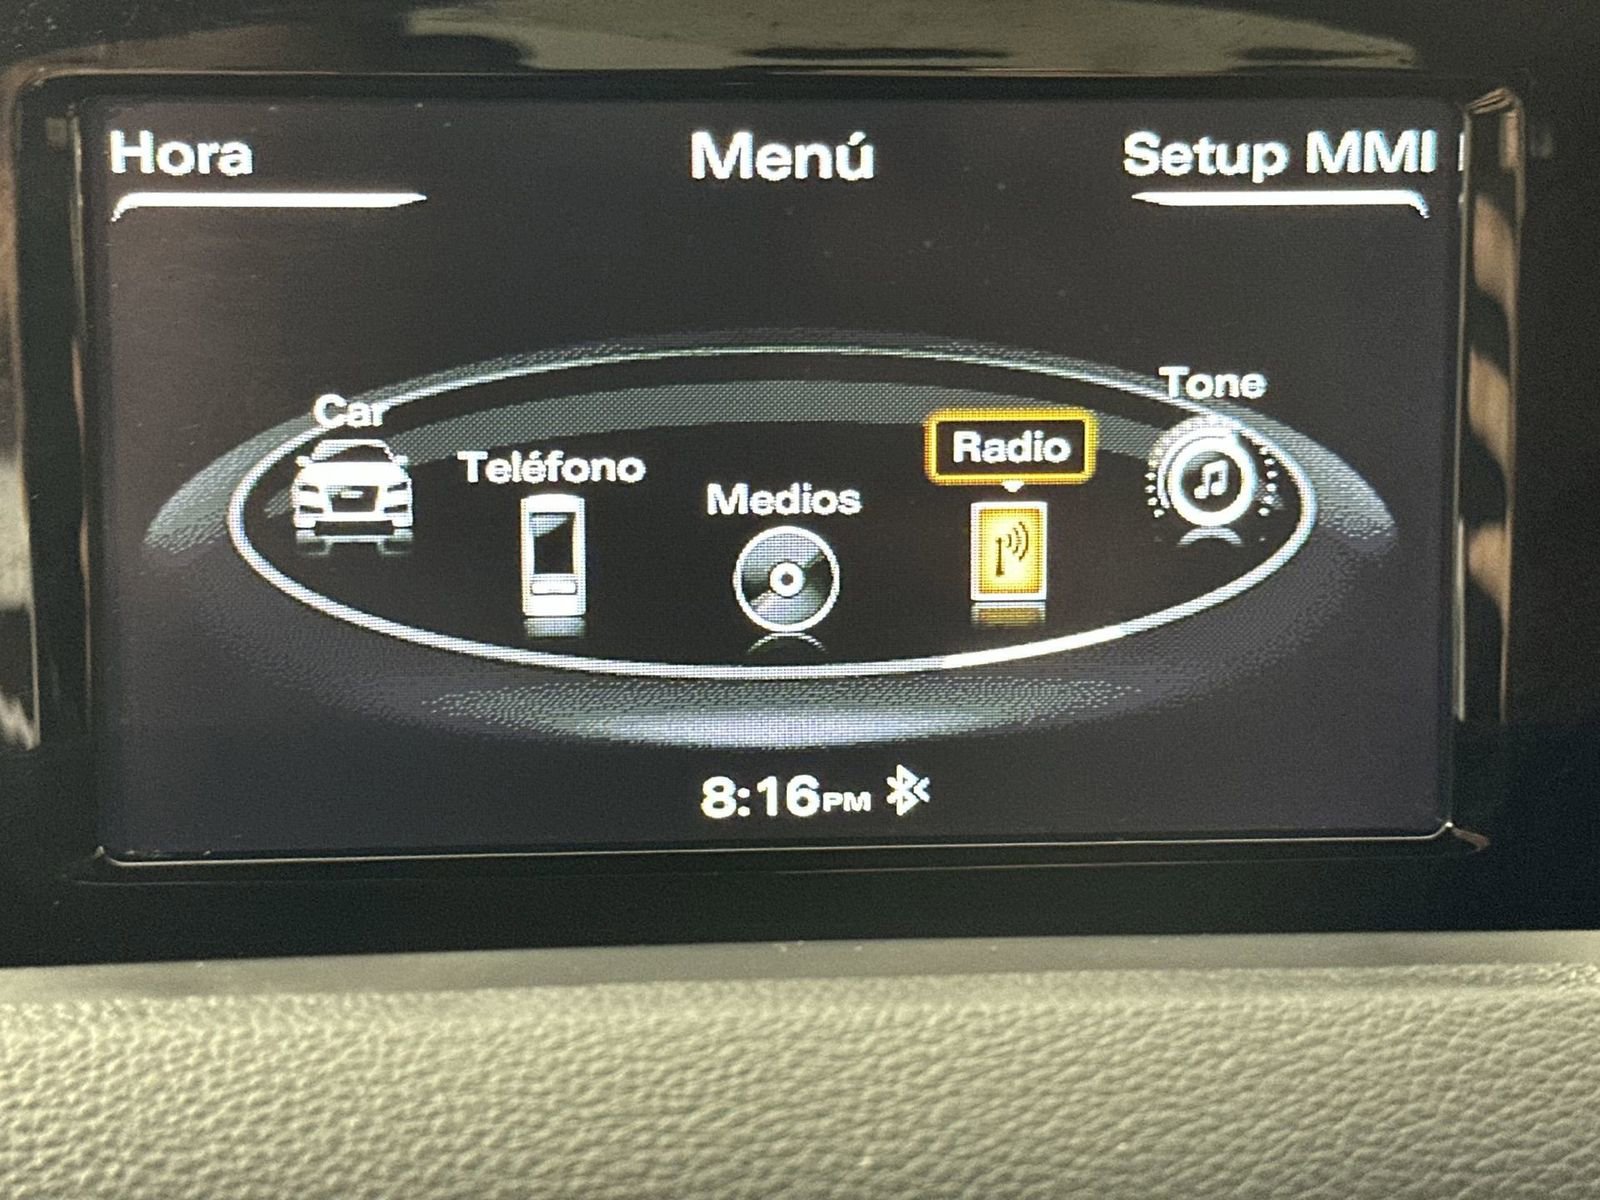 Hora
Menú
Setup MMI
Car
Teléfono
Medios
Radio
Tone
8:16PM